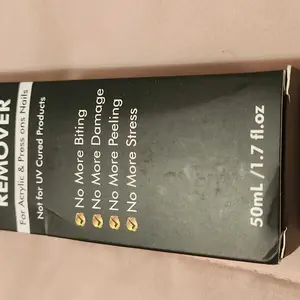 REMOVER
For Acrylic & Press ons Nails
Not for UV Cured Products
No More Biting
No More Damage
No More Peeling
No More Stress
50mL /1.7 fl.oz